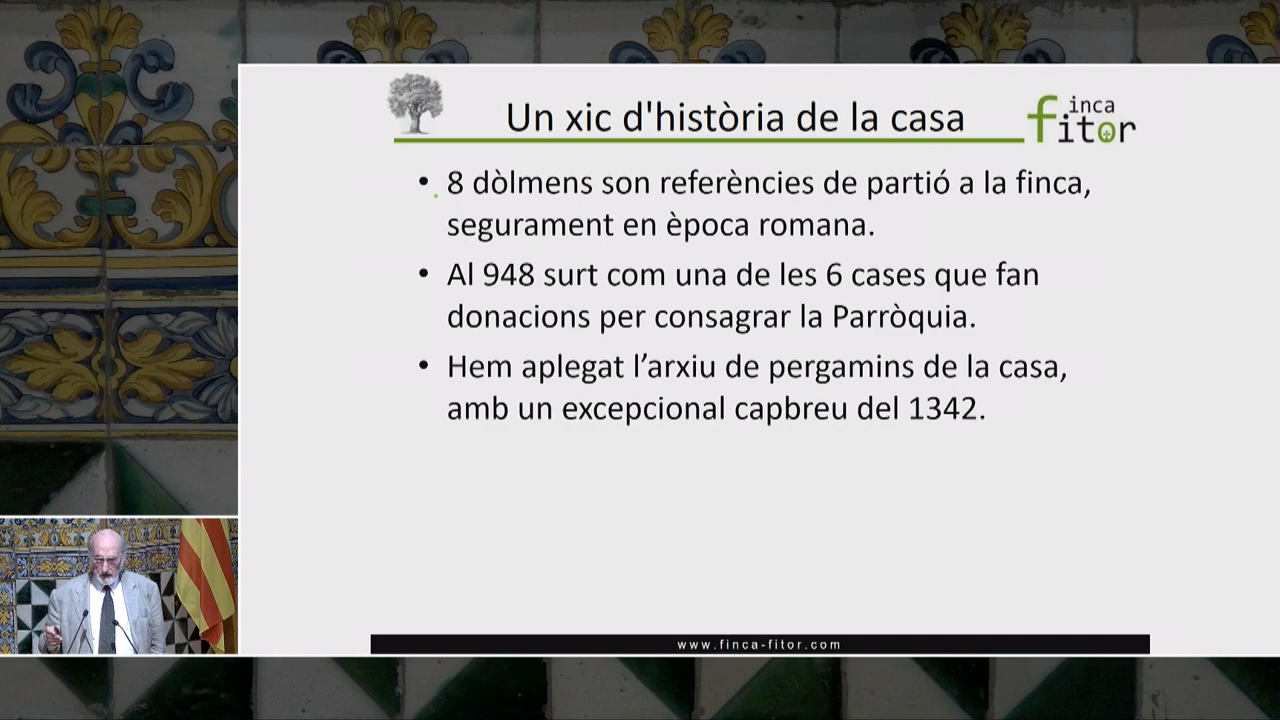 Un xic d'història de la casa
finca
fitor
• 8 dòlmens son referències de partió a la finca,
segurament en època romana.
• Al 948 surt com una de les 6 cases que fan
donacions per consagrar la Parròquia.
• Hem aplegat l’arxiu de pergamins de la casa,
amb un excepcional capbreu del 1342.
www.finca-fitor.com